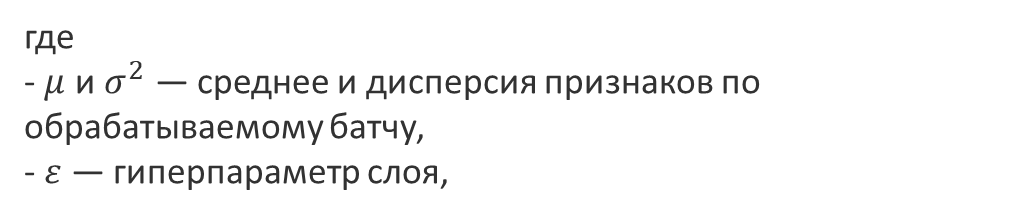 где
- 𝜇 и 𝜎² — среднее и дисперсия признаков по
обрабатываемому батчу,
- 𝜀 — гиперпараметр слоя,